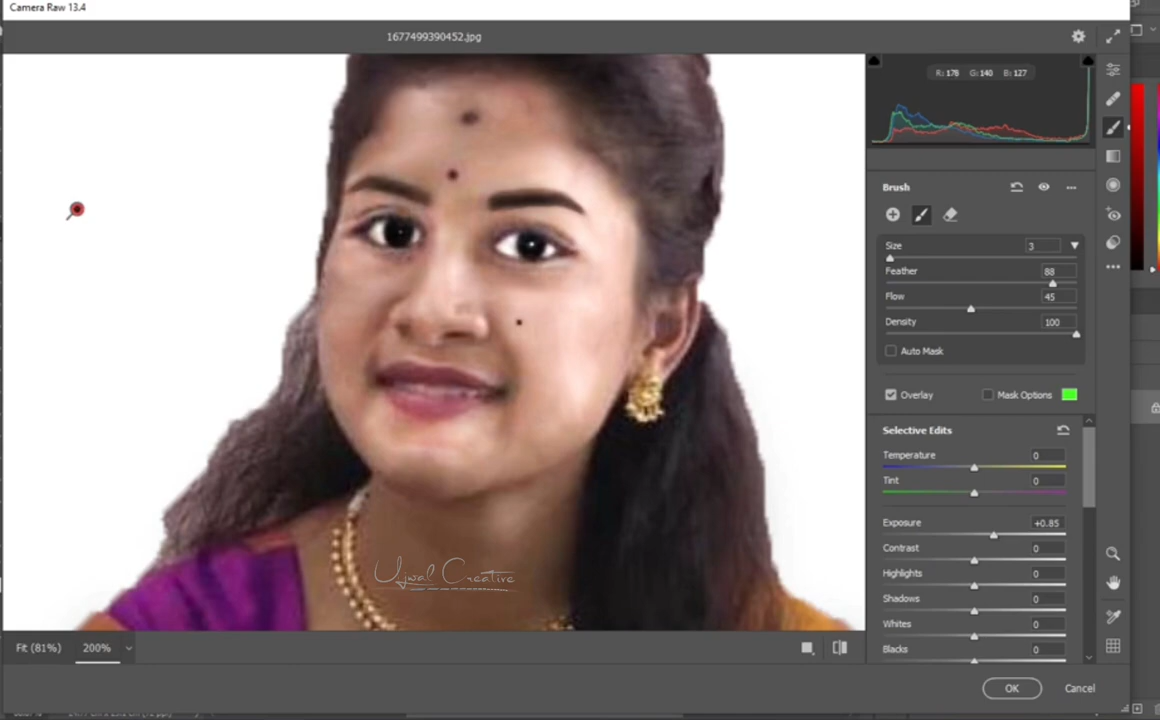 Camera Raw 13.4
1677499390452.jpg
R: 178 G: 140 B: 127
Brush
Size 3
Feather 88
Flow 45
Density 100
Auto Mask
Overlay Mask Options
Selective Edits
Temperature 0
Tint 0
Exposure +0.85
Contrast 0
Highlights 0
Shadows 0
Whites 0
Blacks 0
Ujwal Creative
Fit (81%) 200%
OK Cancel